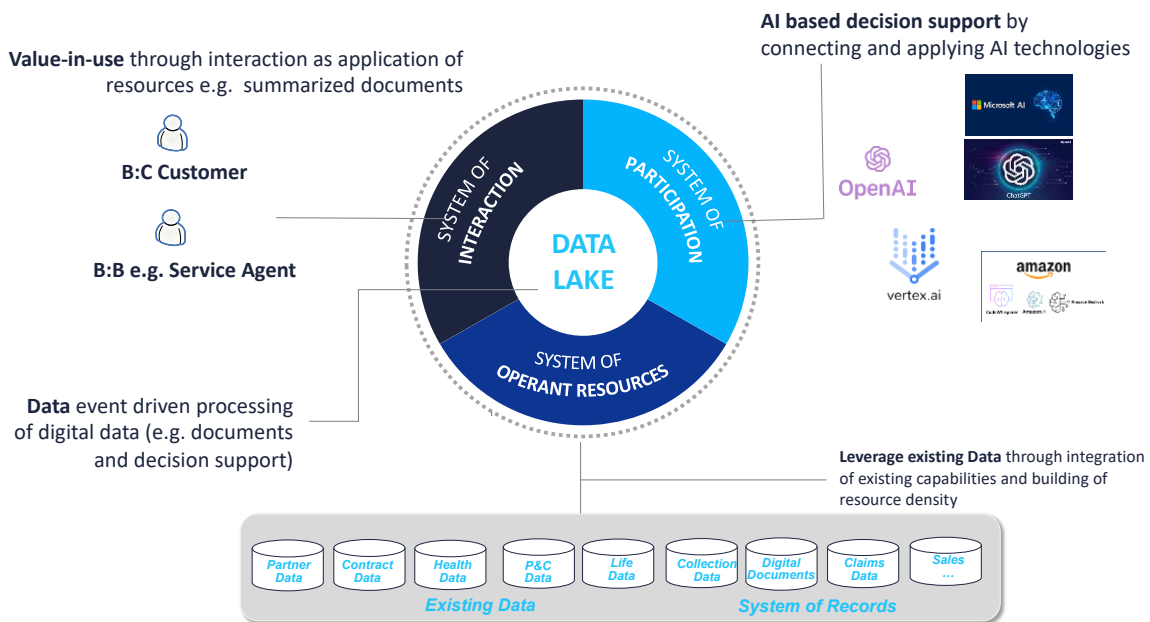 AI based decision support by
connecting and applying AI technologies
Value-in-use through interaction as application of
resources e.g. summarized documents
B:C Customer
B:B e.g. Service Agent
SYSTEM OF
INTERACTION
SYSTEM OF
PARTICIPATION
DATA
LAKE
SYSTEM OF
OPERANT RESOURCES
Microsoft AI
OpenAI
ChatGPT
vertex.ai
amazon
Data event driven processing
of digital data (e.g. documents
and decision support)
Leverage existing Data through integration
of existing capabilities and building of
resource density
Partner
Data
Contract
Data
Health
Data
P&C
Data
Life
Data
Collection
Data
Digital
Documents
Claims
Data
Sales
...
Existing Data
System of Records